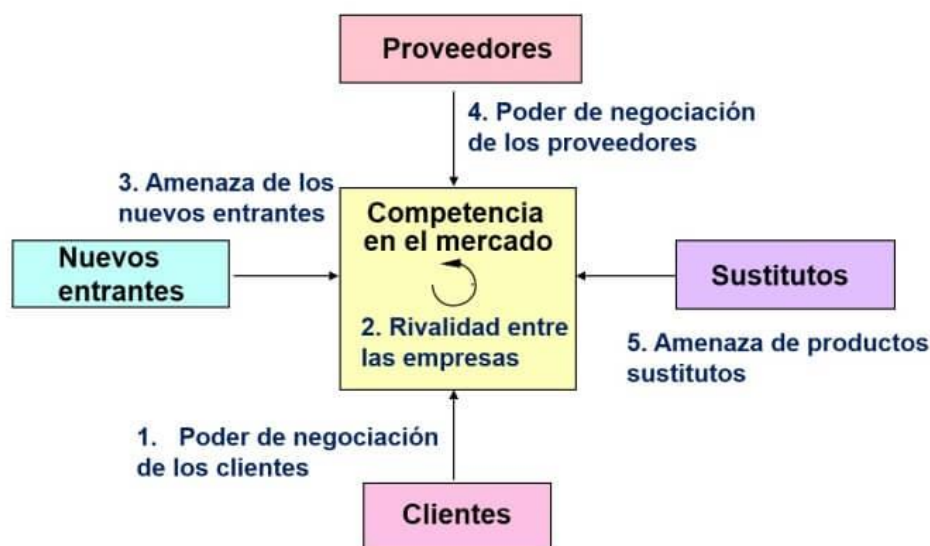 Proveedores
4. Poder de negociación
de los proveedores
3. Amenaza de los
nuevos entrantes
Competencia
en el mercado
Nuevos
entrantes
Sustitutos
2. Rivalidad entre
las empresas
5. Amenaza de productos
sustitutos
1. Poder de negociación
de los clientes
Clientes